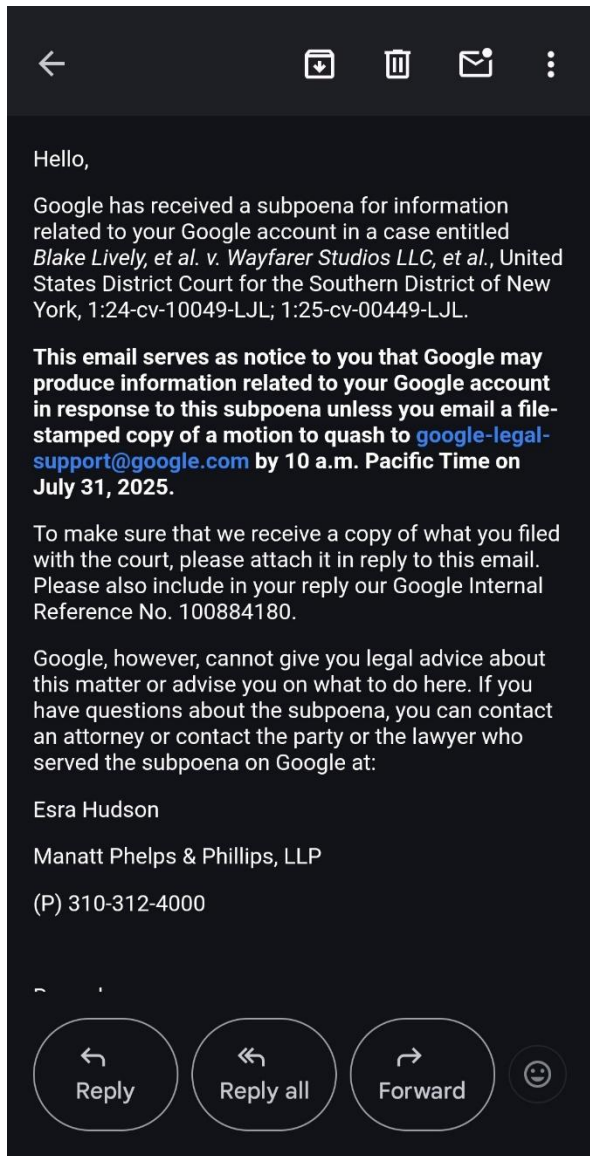 Hello,
Google has received a subpoena for information
related to your Google account in a case entitled
Blake Lively, et al. v. Wayfarer Studios LLC, et al., United
States District Court for the Southern District of New
York, 1:24-cv-10049-LJL; 1:25-cv-00449-LJL.
This email serves as notice to you that Google may
produce information related to your Google account
in response to this subpoena unless you email a file-
stamped copy of a motion to quash to google-legal-
support@google.com by 10 a.m. Pacific Time on
July 31, 2025.
To make sure that we receive a copy of what you filed
with the court, please attach it in reply to this email.
Please also include in your reply our Google Internal
Reference No. 100884180.
Google, however, cannot give you legal advice about
this matter or advise you on what to do here. If you
have questions about the subpoena, you can contact
an attorney or contact the party or the lawyer who
served the subpoena on Google at:
Esra Hudson
Manatt Phelps & Phillips, LLP
(P) 310-312-4000
Reply
Reply all
Forward